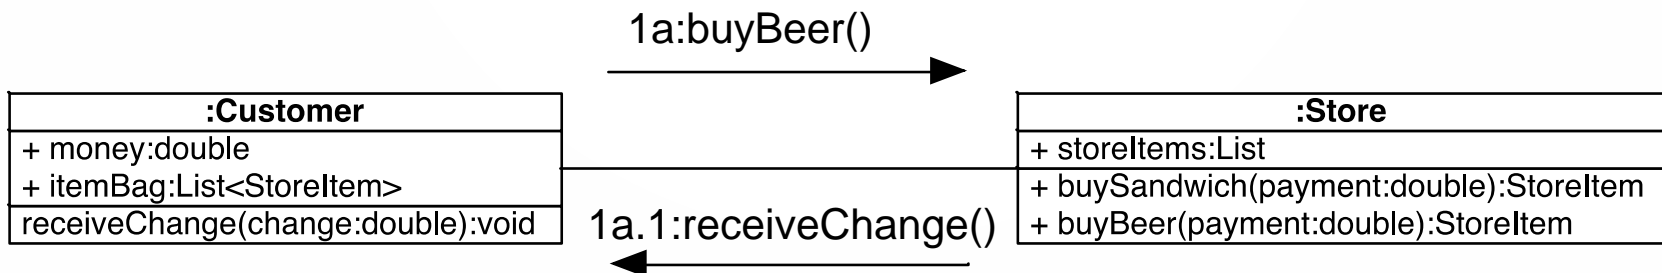 1a:buyBeer()
:Customer
+ money:double
+ itemBag:List<StoreItem>
receiveChange(change:double):void
:Store
+ storeItems:List
+ buySandwich(payment:double):StoreItem
+ buyBeer(payment:double):StoreItem
1a.1:receiveChange()